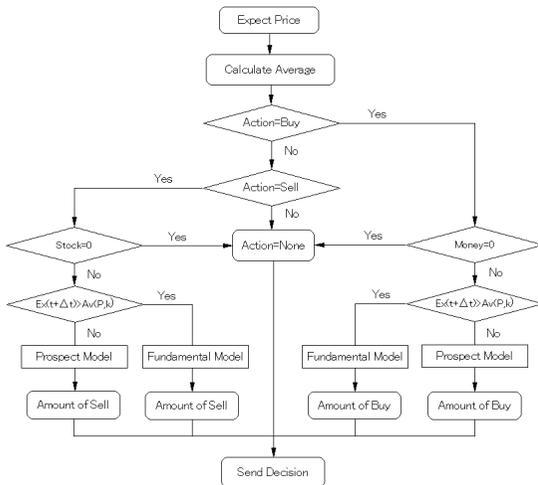 Expect Price
Calculate Average
Action=Buy
Yes
No
Yes
Action=Sell
No
Stock=0
Yes
Action=None
Yes
Money=0
No
No
Ex(t+Δt)>Av(P,k)
Yes
Yes
Ex(t+Δt)>Av(P,k)
No
No
Prospect Model
Fundamental Model
Fundamental Model
Prospect Model
Amount of Sell
Amount of Sell
Amount of Buy
Amount of Buy
Send Decision